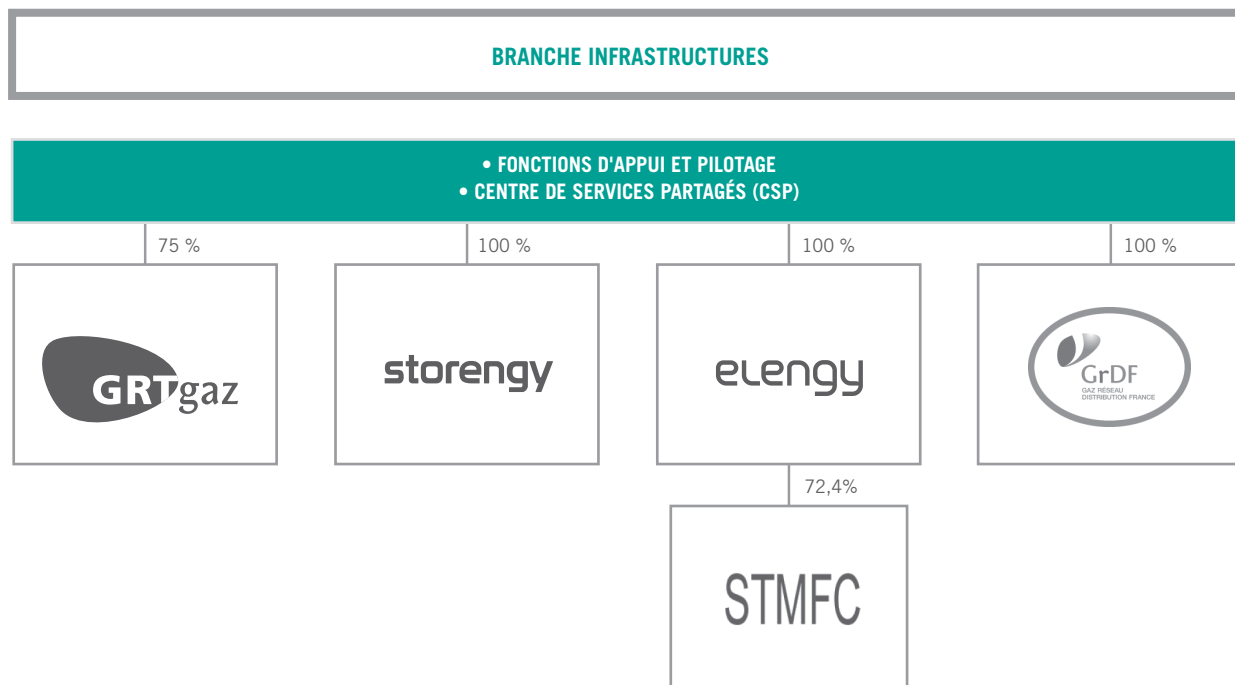 BRANCHE INFRASTRUCTURES
• FONCTIONS D'APPUI ET PILOTAGE
• CENTRE DE SERVICES PARTAGÉS (CSP)
75 %
100 %
100 %
100 %
GRTgaz
storengy
elengy
GrDF
GAZ RÉSEAU
DISTRIBUTION FRANCE
72,4%
STMFC